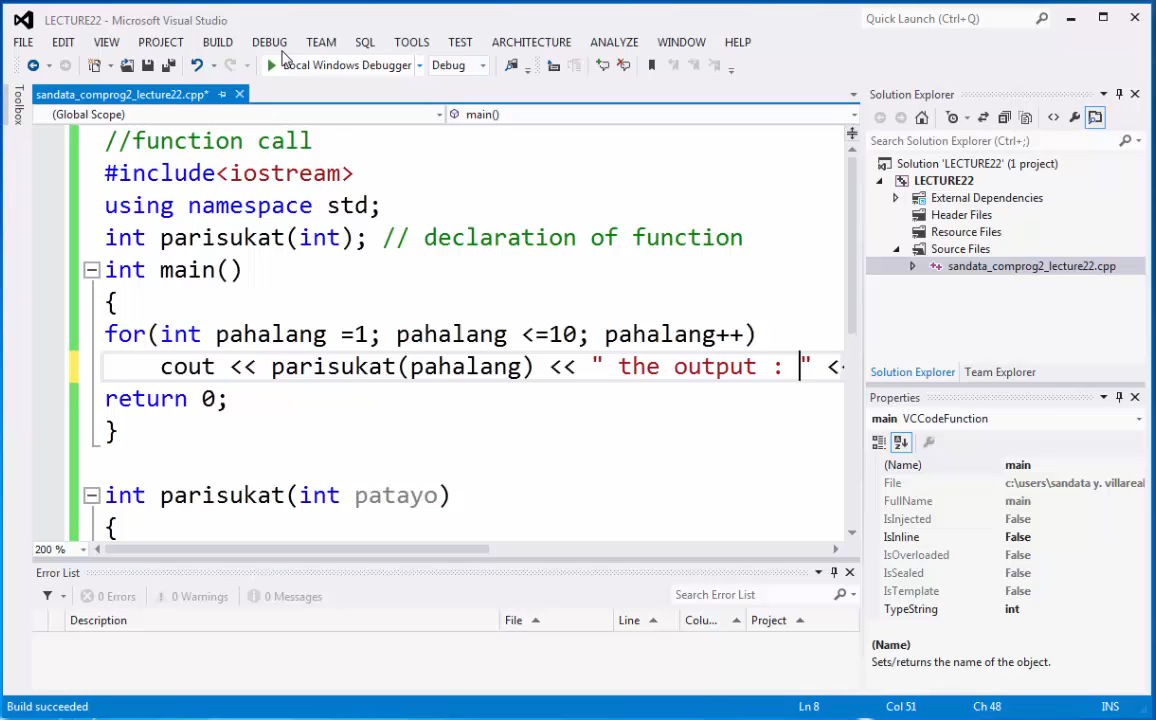 LECTURE22 - Microsoft Visual Studio
Quick Launch (Ctrl+Q)
FILE EDIT VIEW PROJECT BUILD DEBUG TEAM SQL TOOLS TEST ARCHITECTURE ANALYZE WINDOW HELP
Local Windows Debugger Debug
Toolbox
sandata_comprog2_lecture22.cpp*
(Global Scope) main()
//function call
#include<iostream>
using namespace std;
int parisukat(int); // declaration of function
int main()
{
for(int pahalang =1; pahalang <=10; pahalang++)
cout << parisukat(pahalang) << " the output : " <<
return 0;
}
int parisukat(int patayo)
{
200 %
Error List
0 Errors 0 Warnings 0 Messages
Search Error List
Description File Line Colu... Project
Solution Explorer
Search Solution Explorer (Ctrl+;)
Solution 'LECTURE22' (1 project)
LECTURE22
External Dependencies
Header Files
Resource Files
Source Files
sandata_comprog2_lecture22.cpp
Solution Explorer Team Explorer
Properties
main VCCodeFunction
(Name) main
File c:\users\sandata y. villareal
FullName main
IsInjected False
IsInline False
IsOverloaded False
IsSealed False
IsTemplate False
TypeString int
(Name)
Sets/returns the name of the object.
Build succeeded Ln 8 Col 51 Ch 48 INS